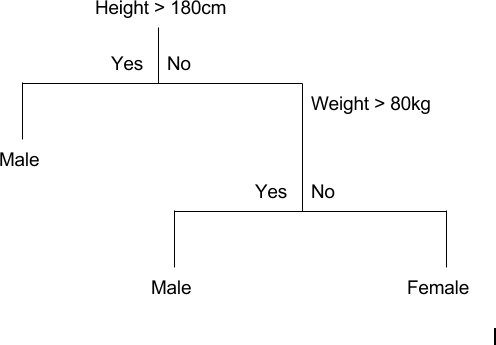 Height > 180cm
Yes No
Weight > 80kg
Male
Yes No
Male Female